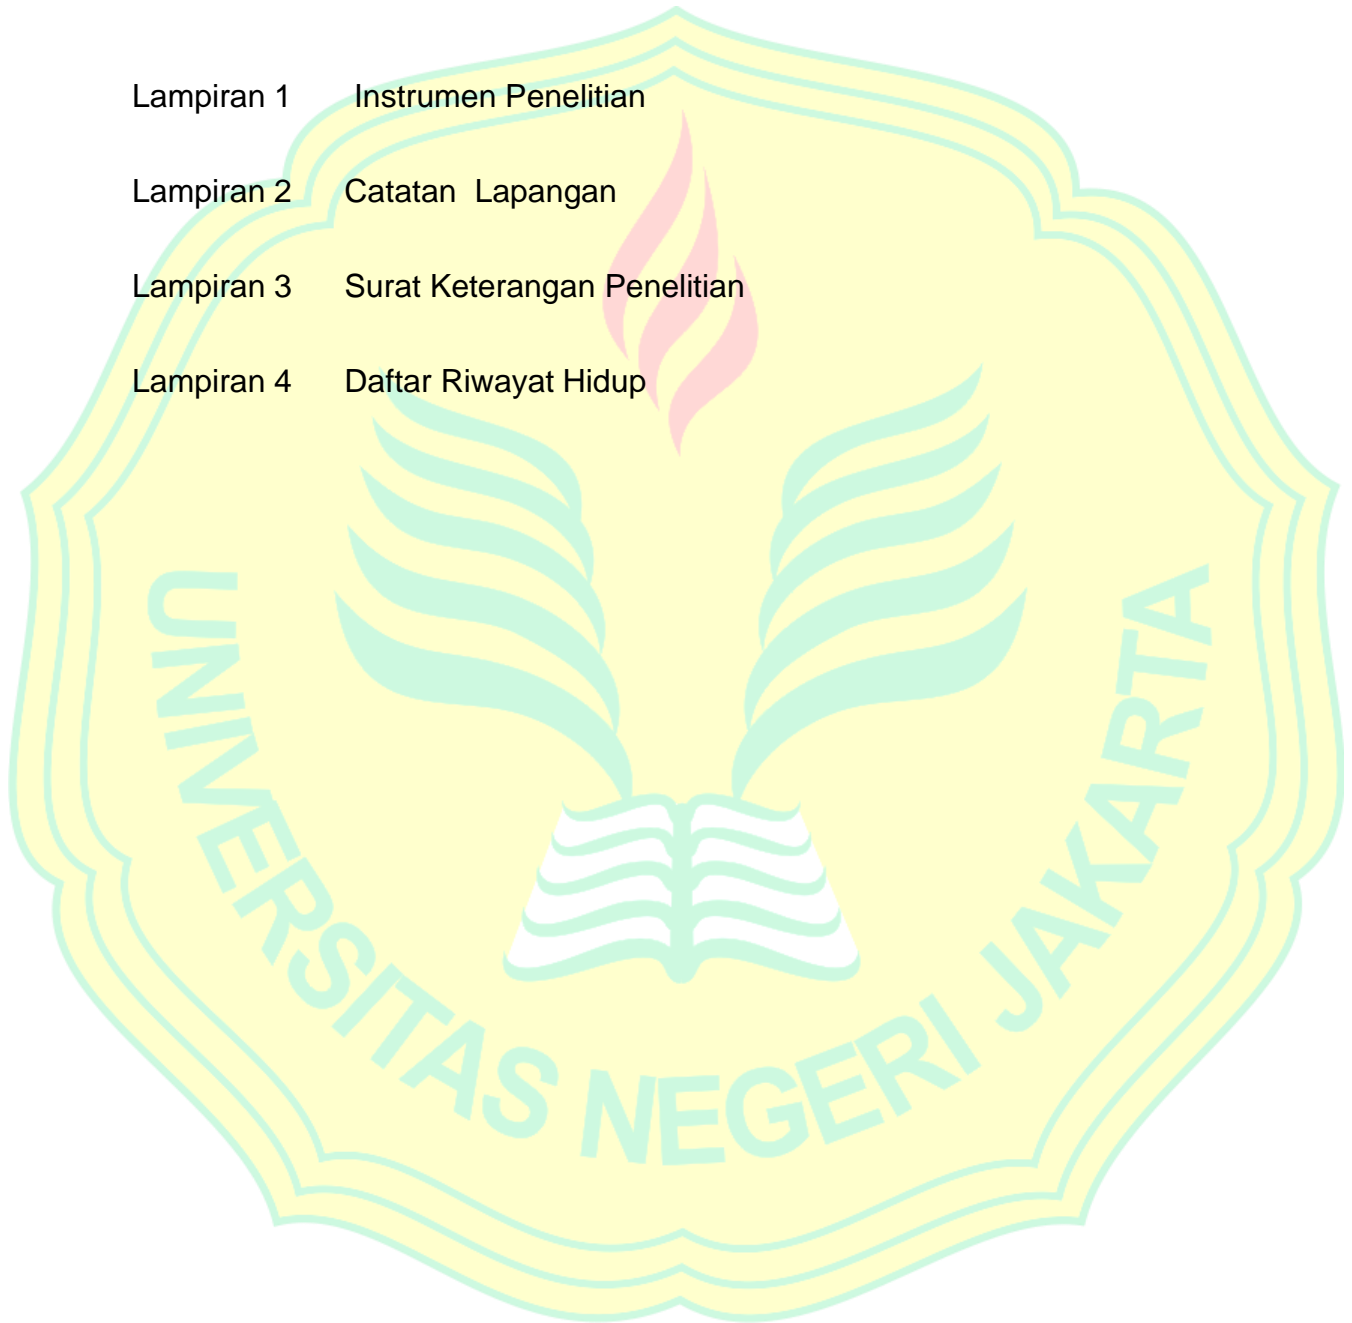 Lampiran 1 Instrumen Penelitian
Lampiran 2 Catatan Lapangan
Lampiran 3 Surat Keterangan Penelitian
Lampiran 4 Daftar Riwayat Hidup
UNIVERSITAS NEGERI JAKARTA